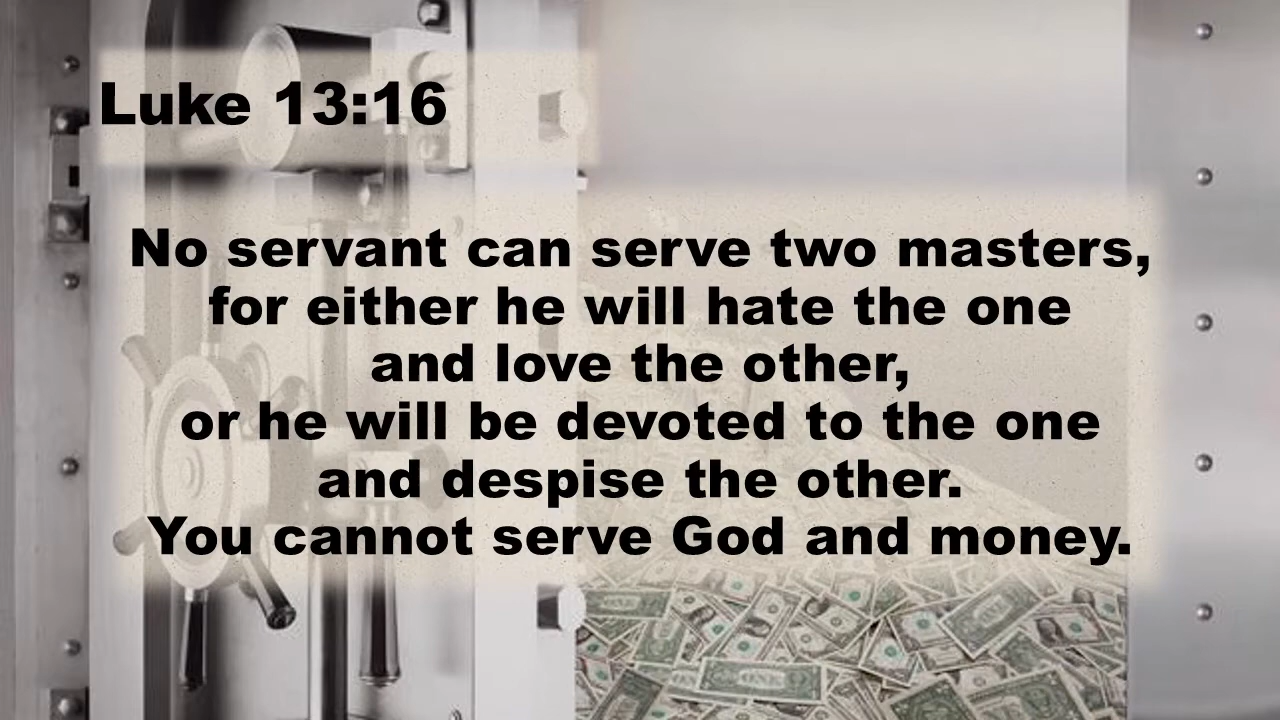 Luke 13:16
No servant can serve two masters,
for either he will hate the one
and love the other,
or he will be devoted to the one
and despise the other.
You cannot serve God and money.